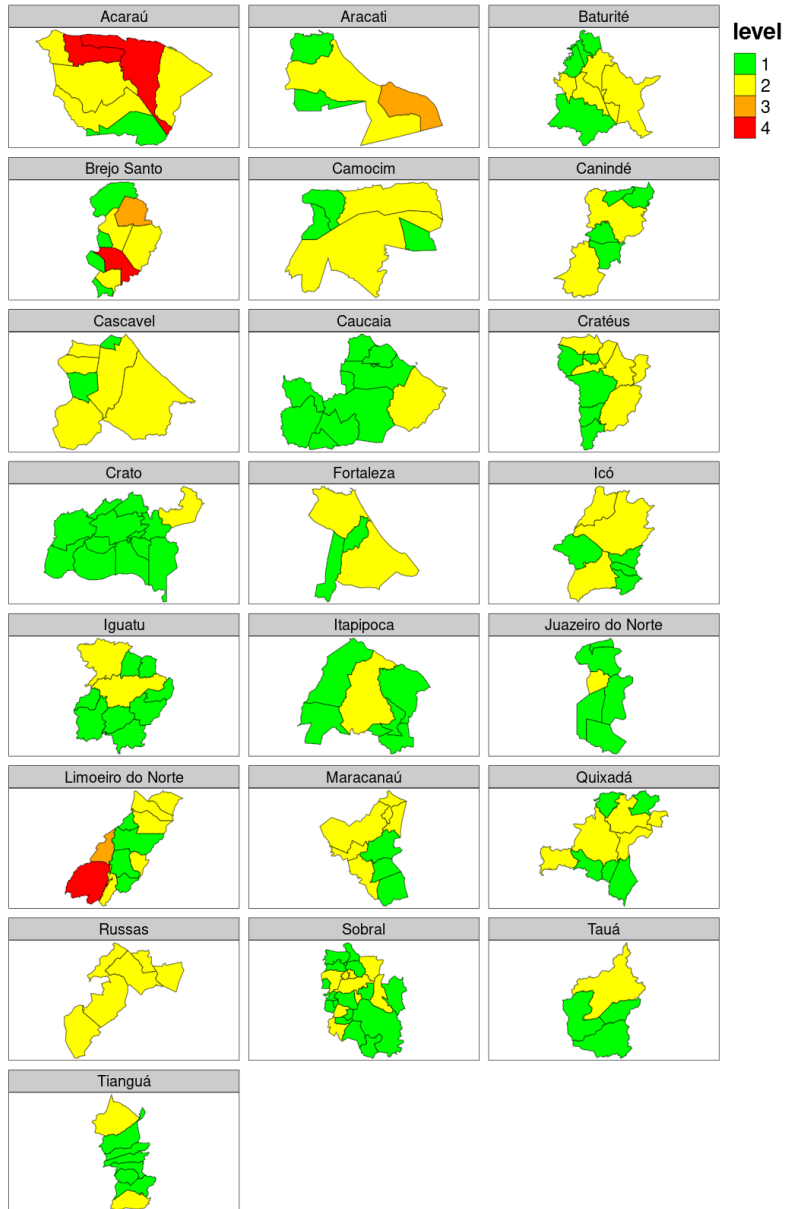 Acaraú
Aracati
Baturité
level
1
2
3
4
Brejo Santo
Camocim
Canindé
Cascavel
Caucaia
Cratéus
Crato
Fortaleza
Icó
Iguatu
Itapipoca
Juazeiro do Norte
Limoeiro do Norte
Maracanaú
Quixadá
Russas
Sobral
Tauá
Tianguá